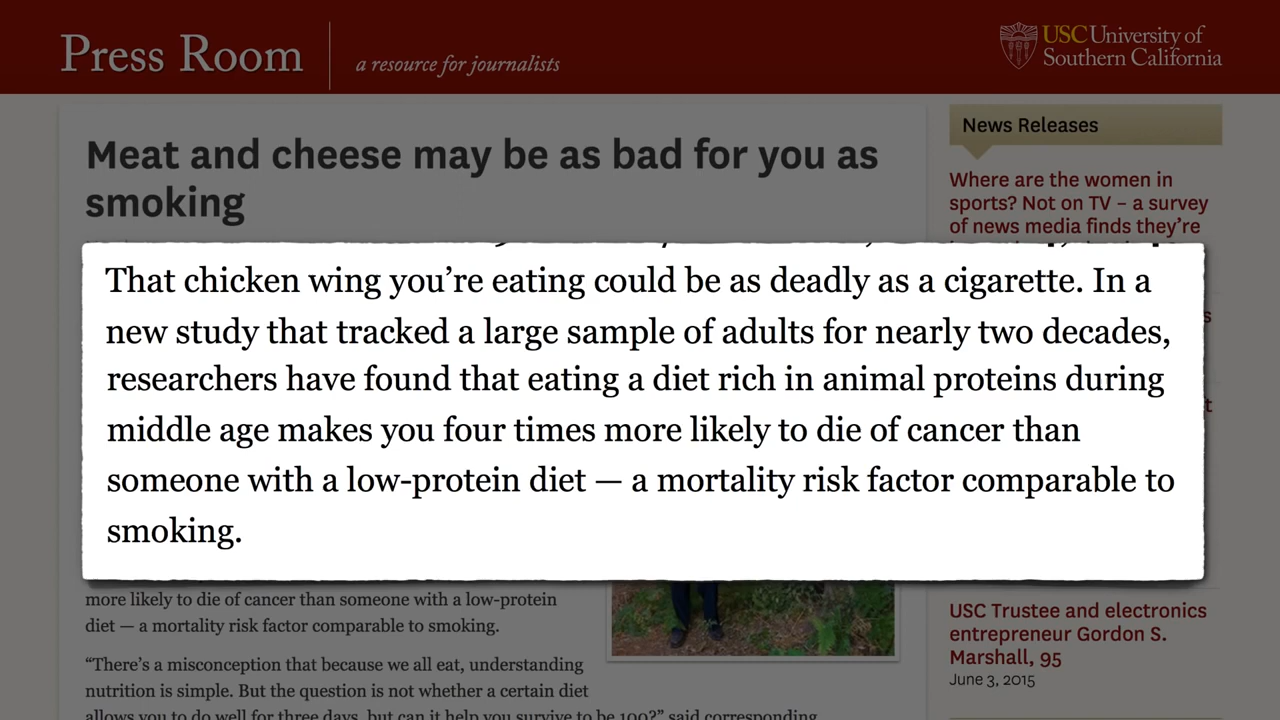 Press Room
a resource for journalists
USC University of
Southern California
Meat and cheese may be as bad for you as
smoking
That chicken wing you’re eating could be as deadly as a cigarette. In a
new study that tracked a large sample of adults for nearly two decades,
researchers have found that eating a diet rich in animal proteins during
middle age makes you four times more likely to die of cancer than
someone with a low-protein diet — a mortality risk factor comparable to
smoking.
more likely to die of cancer than someone with a low-protein
diet — a mortality risk factor comparable to smoking.
“There’s a misconception that because we all eat, understanding
nutrition is simple. But the question is not whether a certain diet
allows you to do well for three days, but can it help you survive to be 100?” said corresponding
News Releases
Where are the women in
sports? Not on TV – a survey
of news media finds they’re
USC Trustee and electronics
entrepreneur Gordon S.
Marshall, 95
June 3, 2015